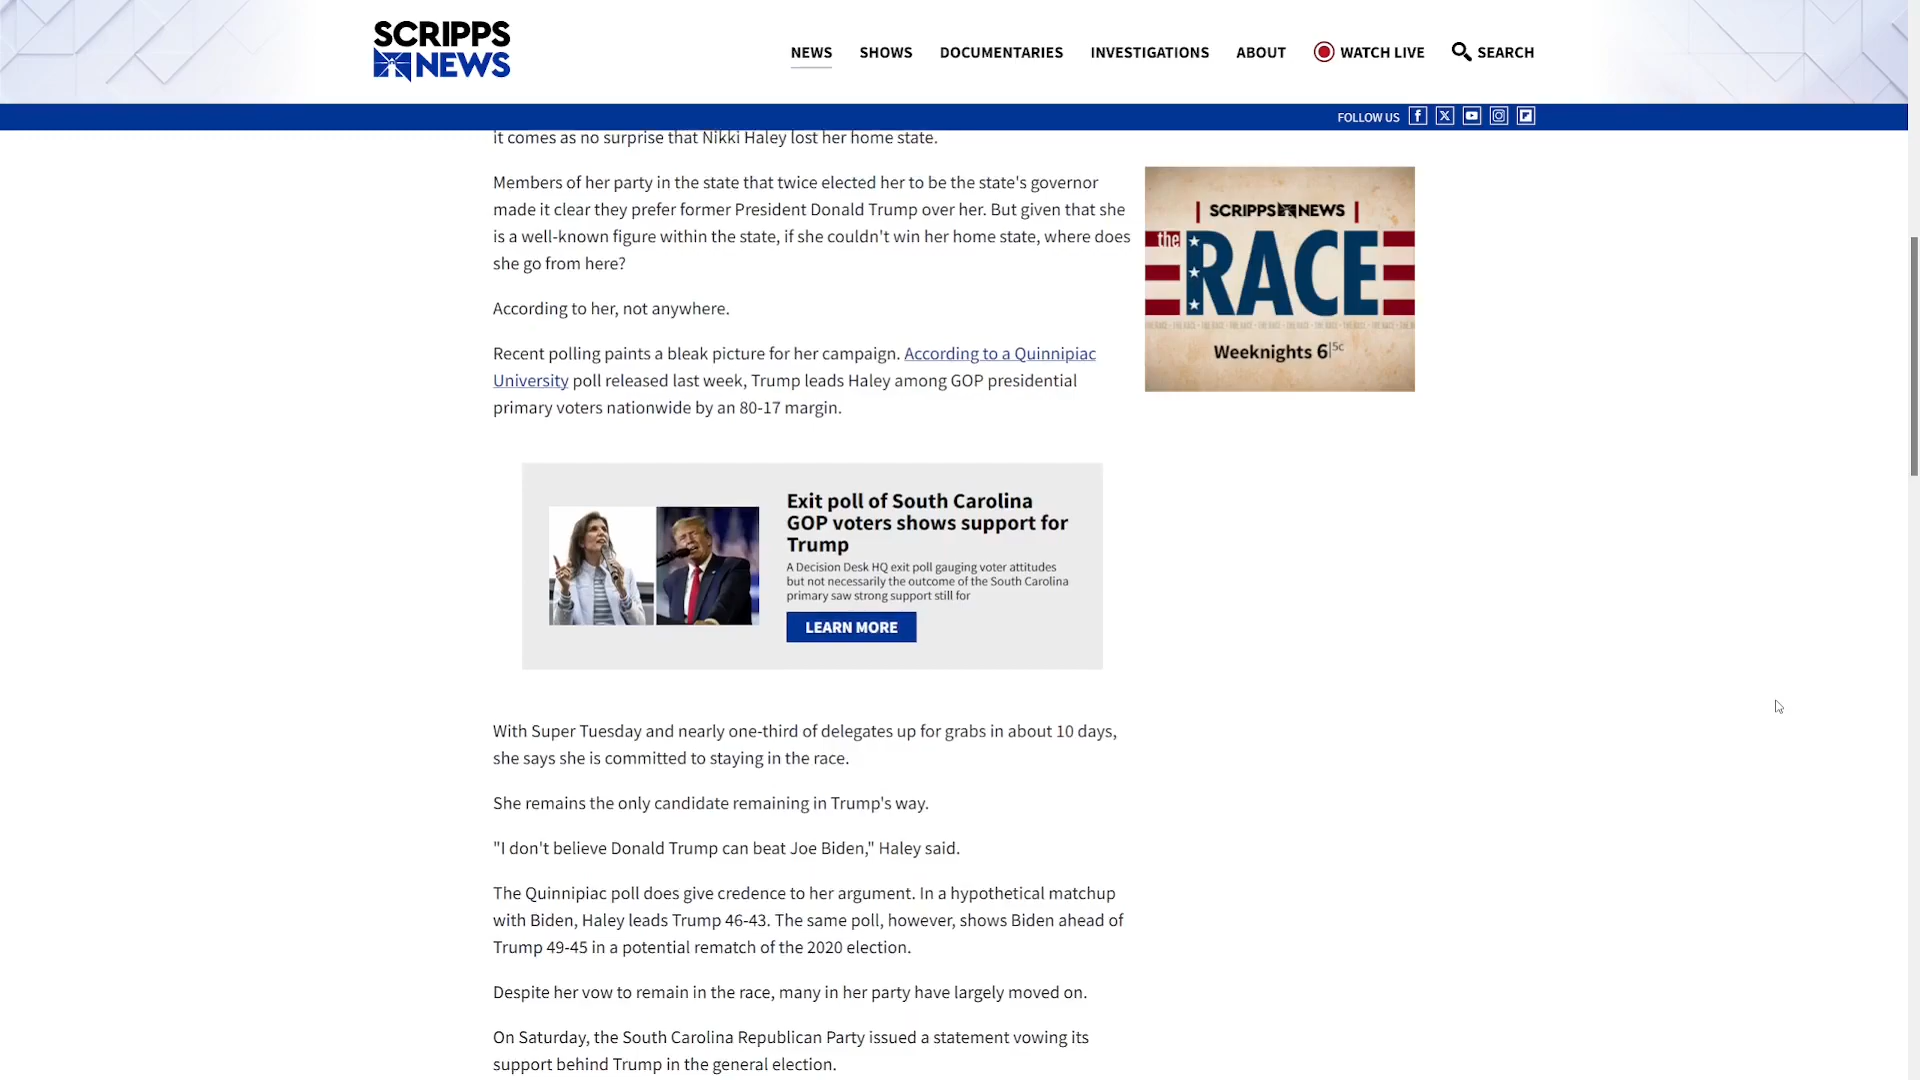 SCRIPPS
NEWS
NEWS SHOWS DOCUMENTARIES INVESTIGATIONS ABOUT WATCH LIVE SEARCH
FOLLOW US
it comes as no surprise that Nikki Haley lost her home state.
Members of her party in the state that twice elected her to be the state's governor
made it clear they prefer former President Donald Trump over her. But given that she
is a well-known figure within the state, if she couldn't win her home state, where does
she go from here?
According to her, not anywhere.
Recent polling paints a bleak picture for her campaign. According to a Quinnipiac
University poll released last week, Trump leads Haley among GOP presidential
primary voters nationwide by an 80-17 margin.
SCRIPPS NEWS
the
RACE
Weeknights 6|5c
Exit poll of South Carolina
GOP voters shows support for
Trump
A Decision Desk HQ exit poll gauging voter attitudes
but not necessarily the outcome of the South Carolina
primary saw strong support still for
LEARN MORE
With Super Tuesday and nearly one-third of delegates up for grabs in about 10 days,
she says she is committed to staying in the race.
She remains the only candidate remaining in Trump's way.
"I don't believe Donald Trump can beat Joe Biden," Haley said.
The Quinnipiac poll does give credence to her argument. In a hypothetical matchup
with Biden, Haley leads Trump 46-43. The same poll, however, shows Biden ahead of
Trump 49-45 in a potential rematch of the 2020 election.
Despite her vow to remain in the race, many in her party have largely moved on.
On Saturday, the South Carolina Republican Party issued a statement vowing its
support behind Trump in the general election.